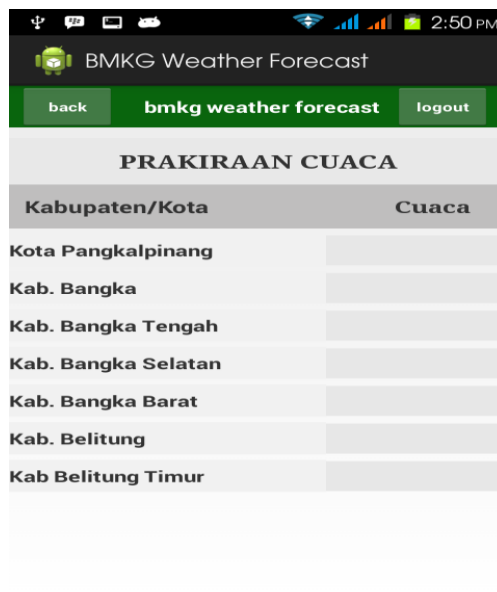 2:50 PM
BMKG Weather Forecast
back bmkg weather forecast logout
PRAKIRAAN CUACA
Kabupaten/Kota Cuaca
Kota Pangkalpinang
Kab. Bangka
Kab. Bangka Tengah
Kab. Bangka Selatan
Kab. Bangka Barat
Kab. Belitung
Kab Belitung Timur